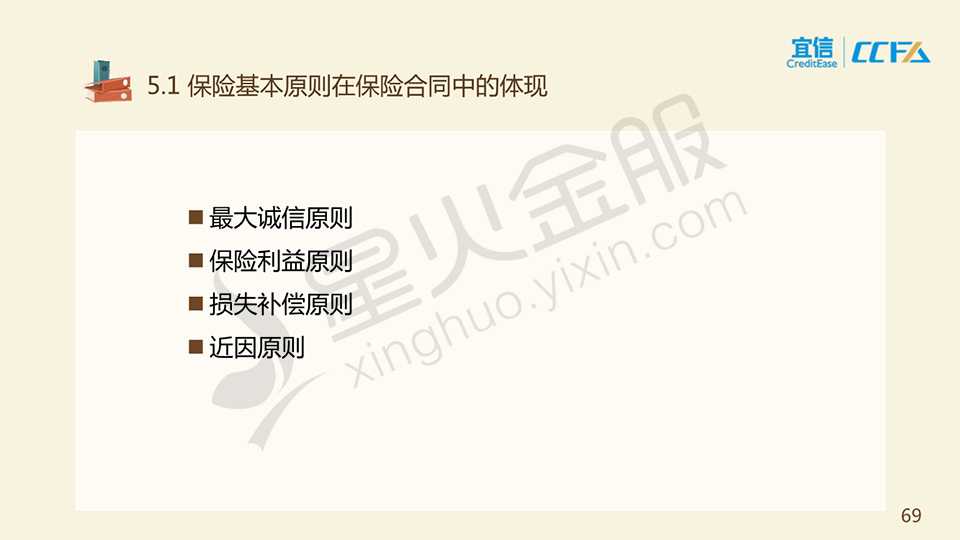 宜信
CreditEase
CCFA
5.1 保险基本原则在保险合同中的体现
最大诚信原则
保险利益原则
损失补偿原则
近因原则
星火金服
xinghuo.yixin.com
69